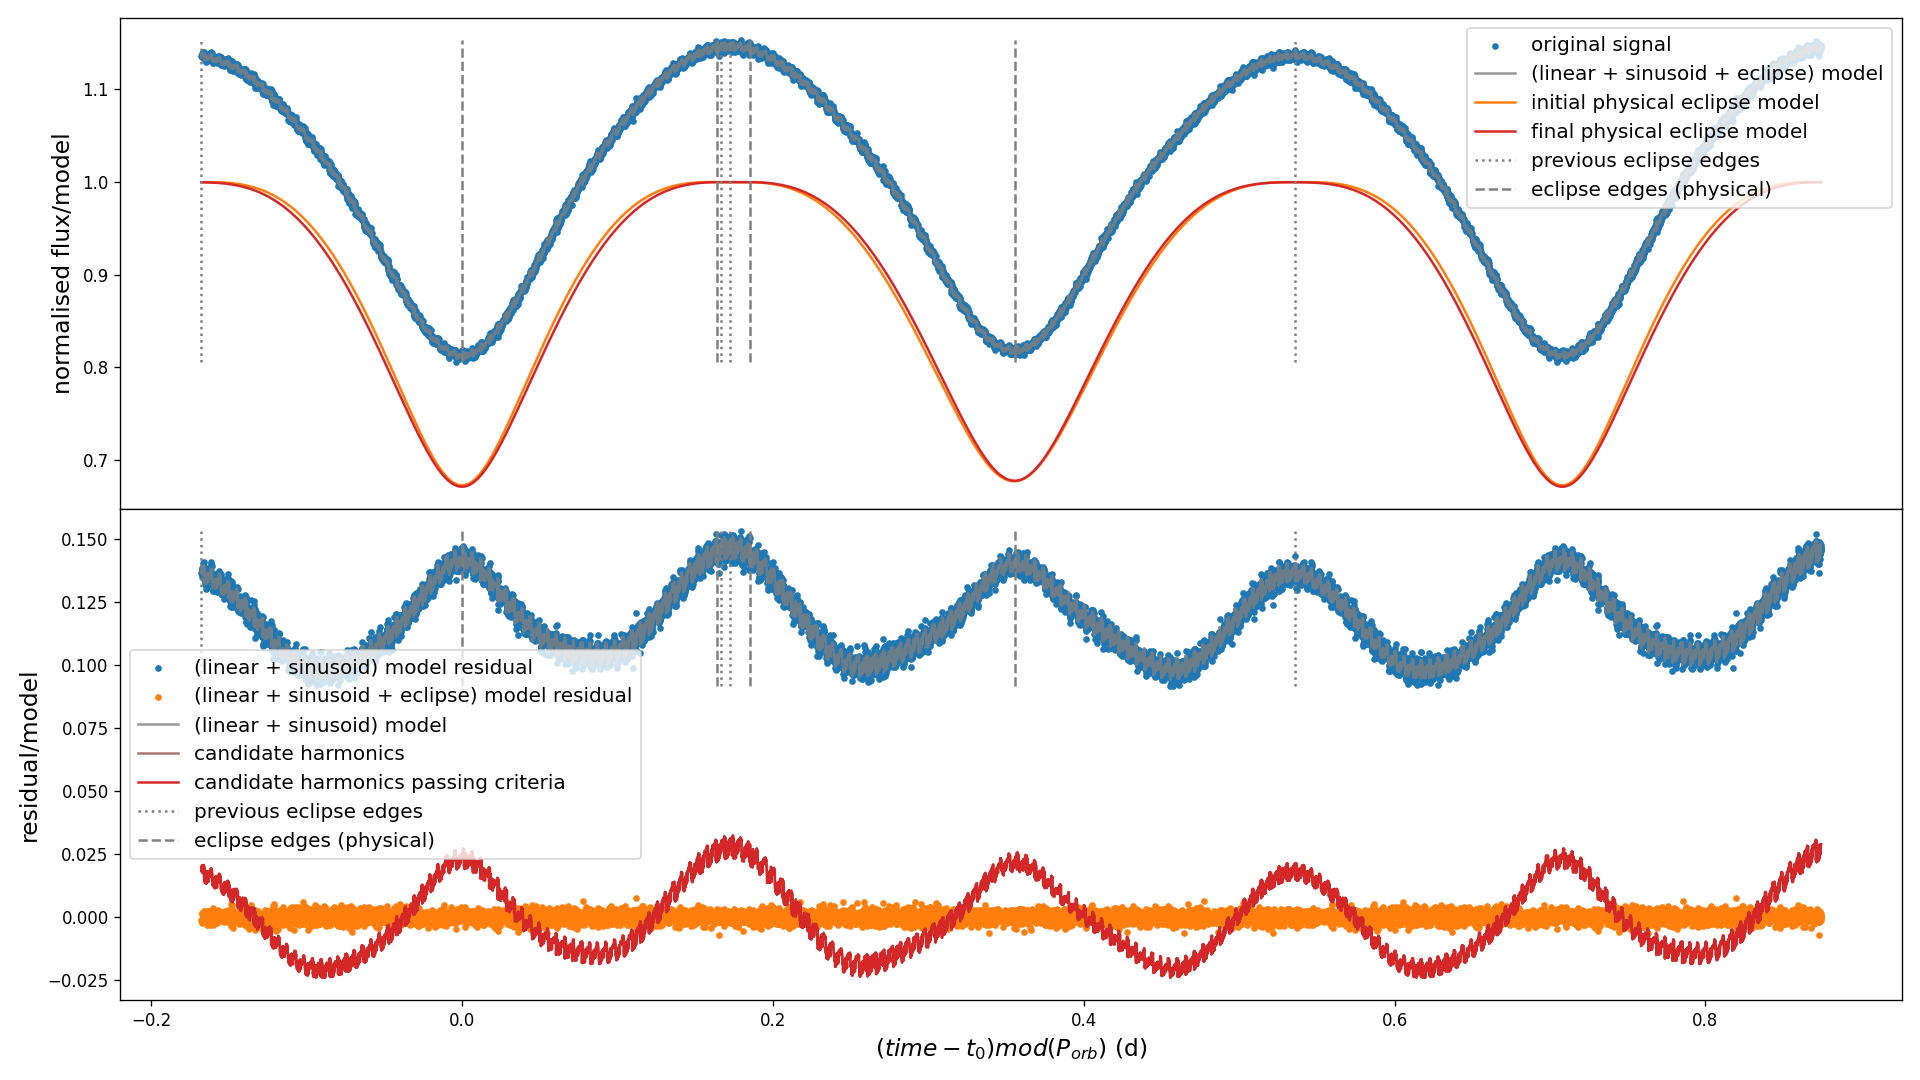 normalised flux/model
1.1
1.0
0.9
0.8
0.7
original signal
(linear + sinusoid + eclipse) model
initial physical eclipse model
final physical eclipse model
previous eclipse edges
eclipse edges (physical)
residual/model
0.150
0.125
0.100
0.075
0.050
0.025
0.000
−0.025
(linear + sinusoid) model residual
(linear + sinusoid + eclipse) model residual
(linear + sinusoid) model
candidate harmonics
candidate harmonics passing criteria
previous eclipse edges
eclipse edges (physical)
−0.2 0.0 0.2 0.4 0.6 0.8
(time − t₀)mod(P_orb) (d)